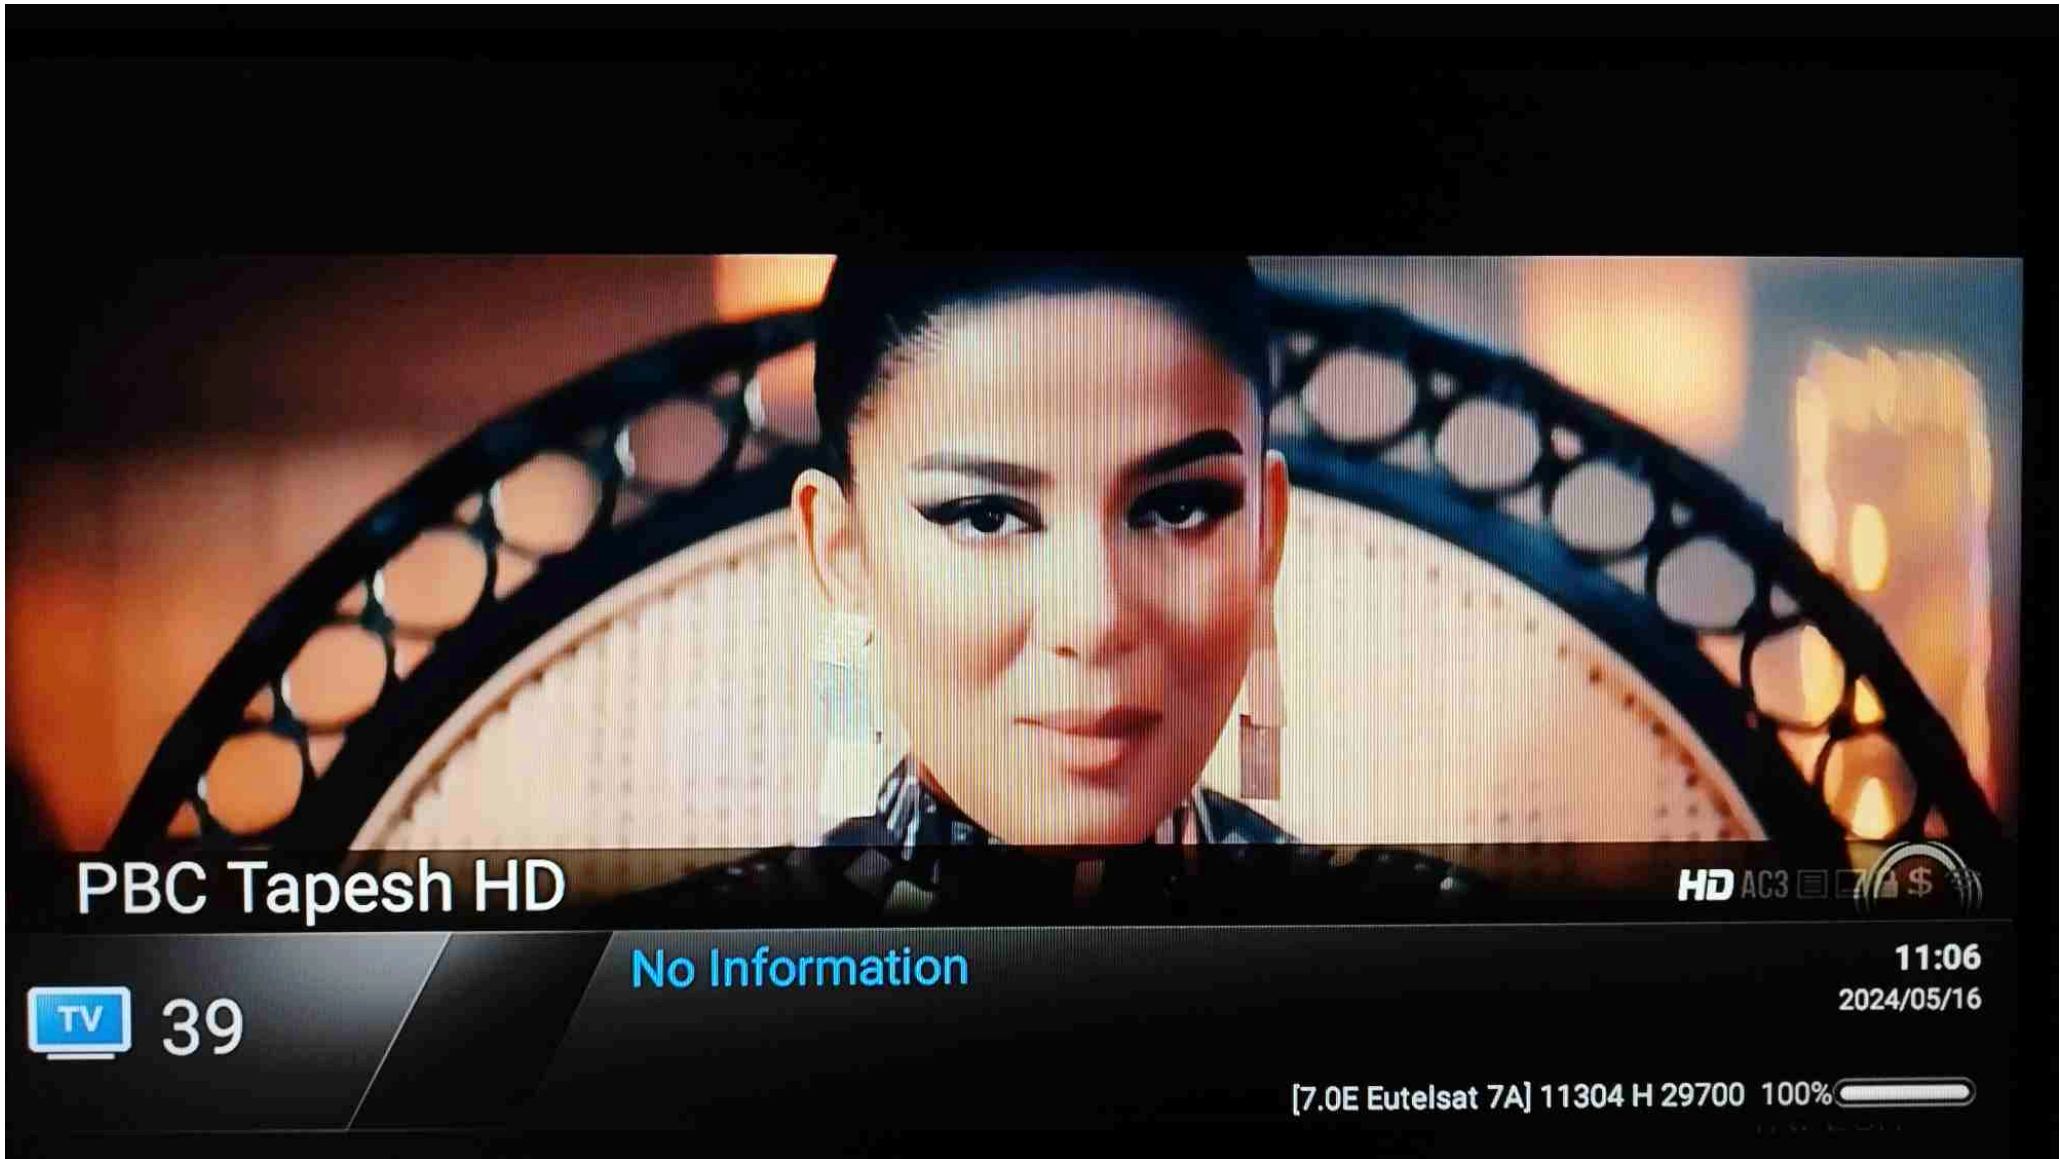 PBC Tapesh HD
HD AC3 $
No Information
11:06
2024/05/16
TV 39
[7.0E Eutelsat 7A] 11304 H 29700 100%